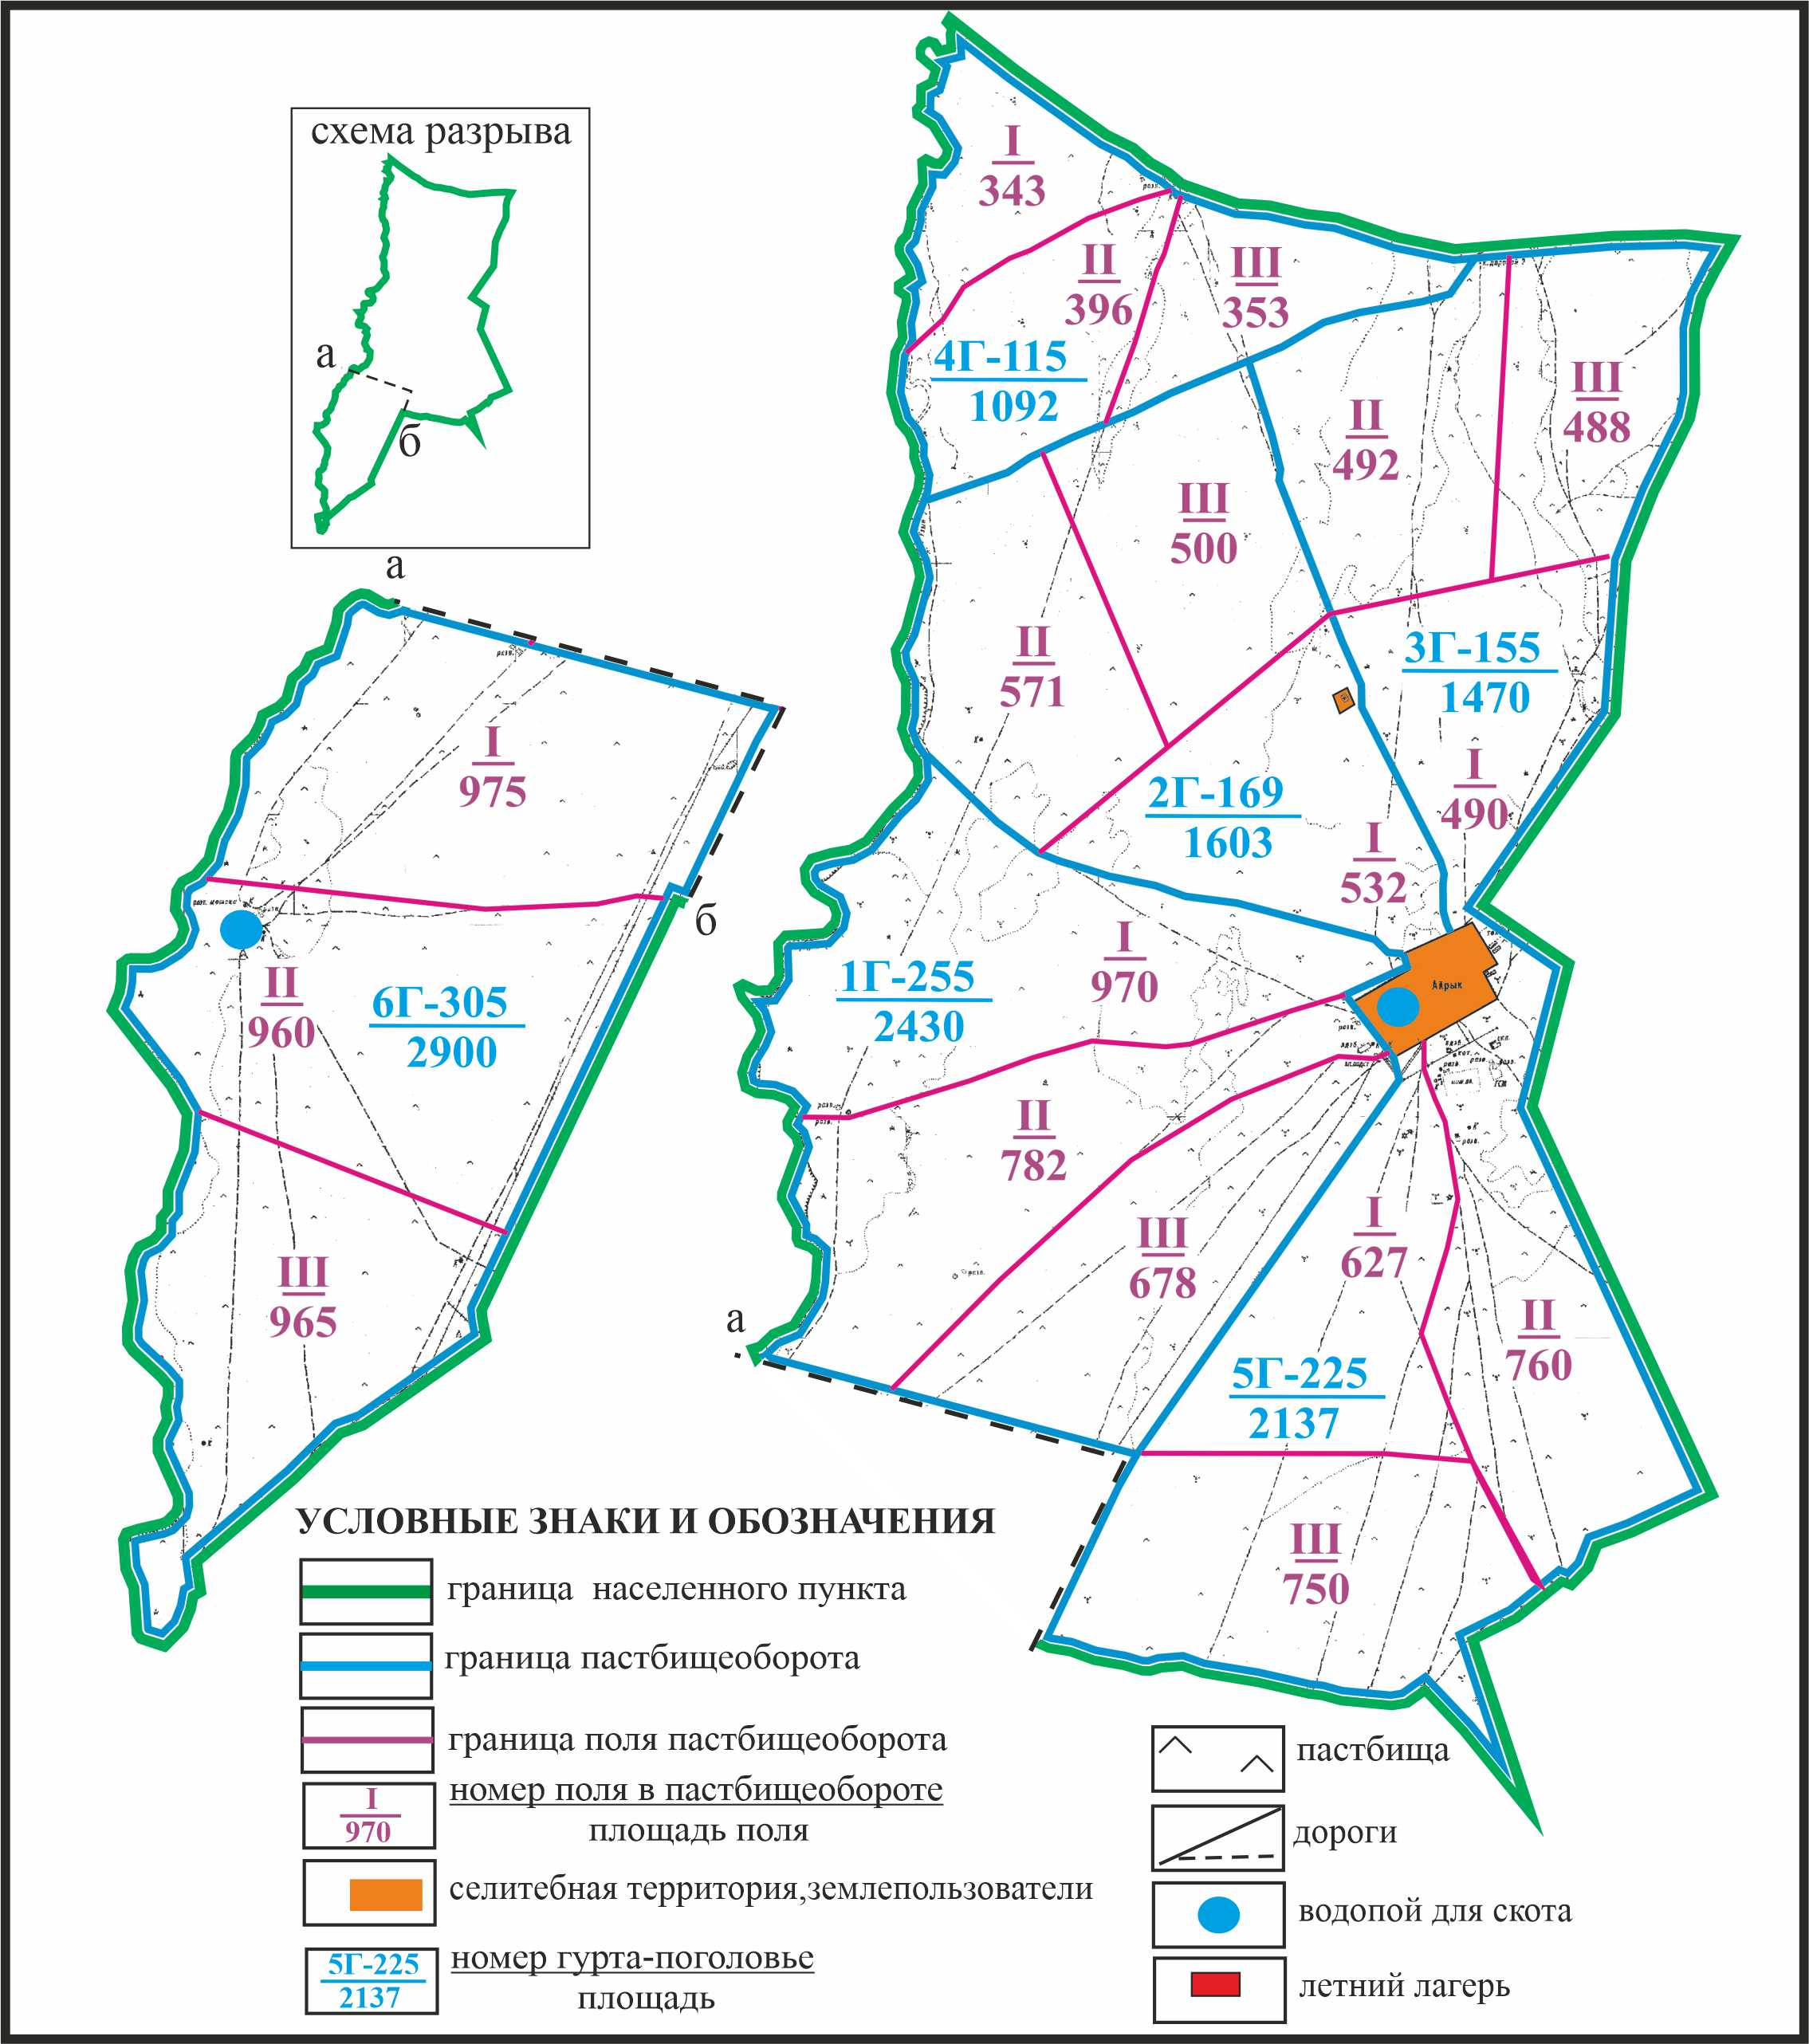 схема разрыва
а
б
I
343
II
396
III
353
4Г-115
1092
II
492
III
488
III
500
II
571
3Г-155
1470
I
490
2Г-169
1603
I
532
а
I
975
б
II
960
6Г-305
2900
III
965
1Г-255
2430
I
970
Айрык
II
782
III
678
I
627
II
760
а
5Г-225
2137
III
750
УСЛОВНЫЕ ЗНАКИ И ОБОЗНАЧЕНИЯ
граница населенного пункта
граница пастбищеоборота
граница поля пастбищеоборота
I
970
номер поля в пастбищеобороте
площадь поля
селитебная территория,землепользователи
5Г-225
2137
номер гурта-поголовье
площадь
пастбища
дороги
водопой для скота
летний лагерь